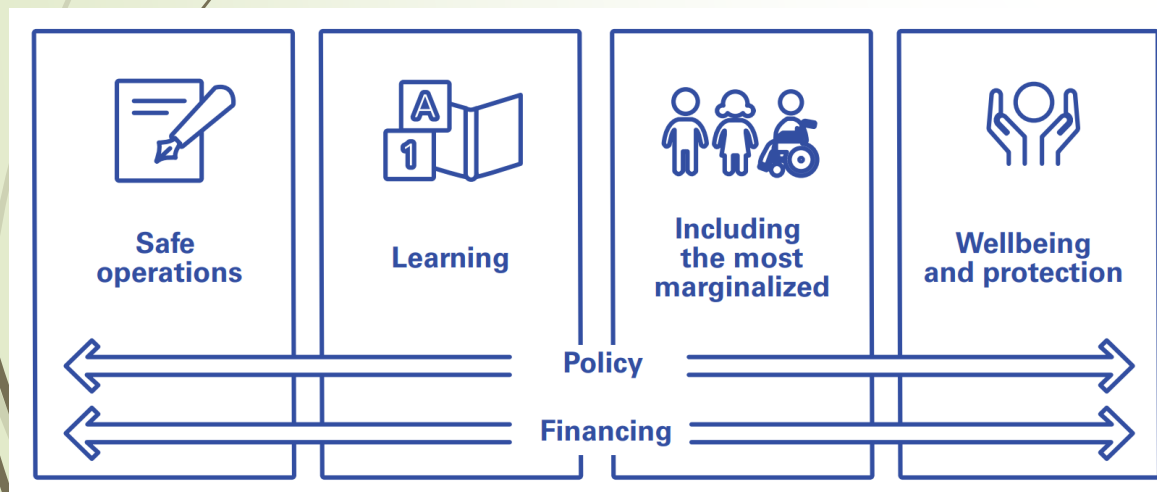 A
1
Safe
operations
Learning
Including
the most
marginalized
Wellbeing
and protection
Policy
Financing